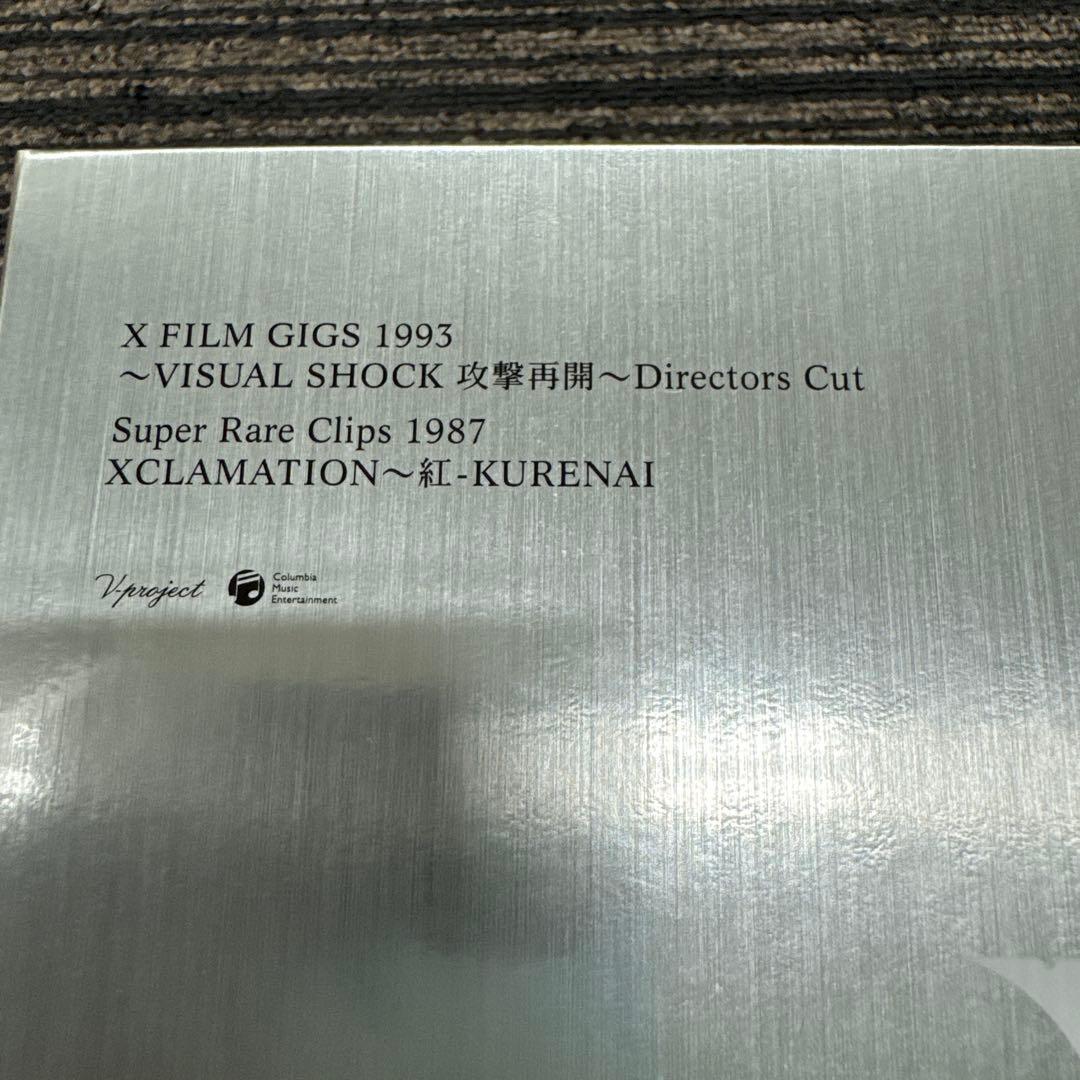 X FILM GIGS 1993
～VISUAL SHOCK 攻撃再開～Directors Cut
Super Rare Clips 1987
XCLAMATION～紅-KURENAI
V-project
Columbia
Music
Entertainment